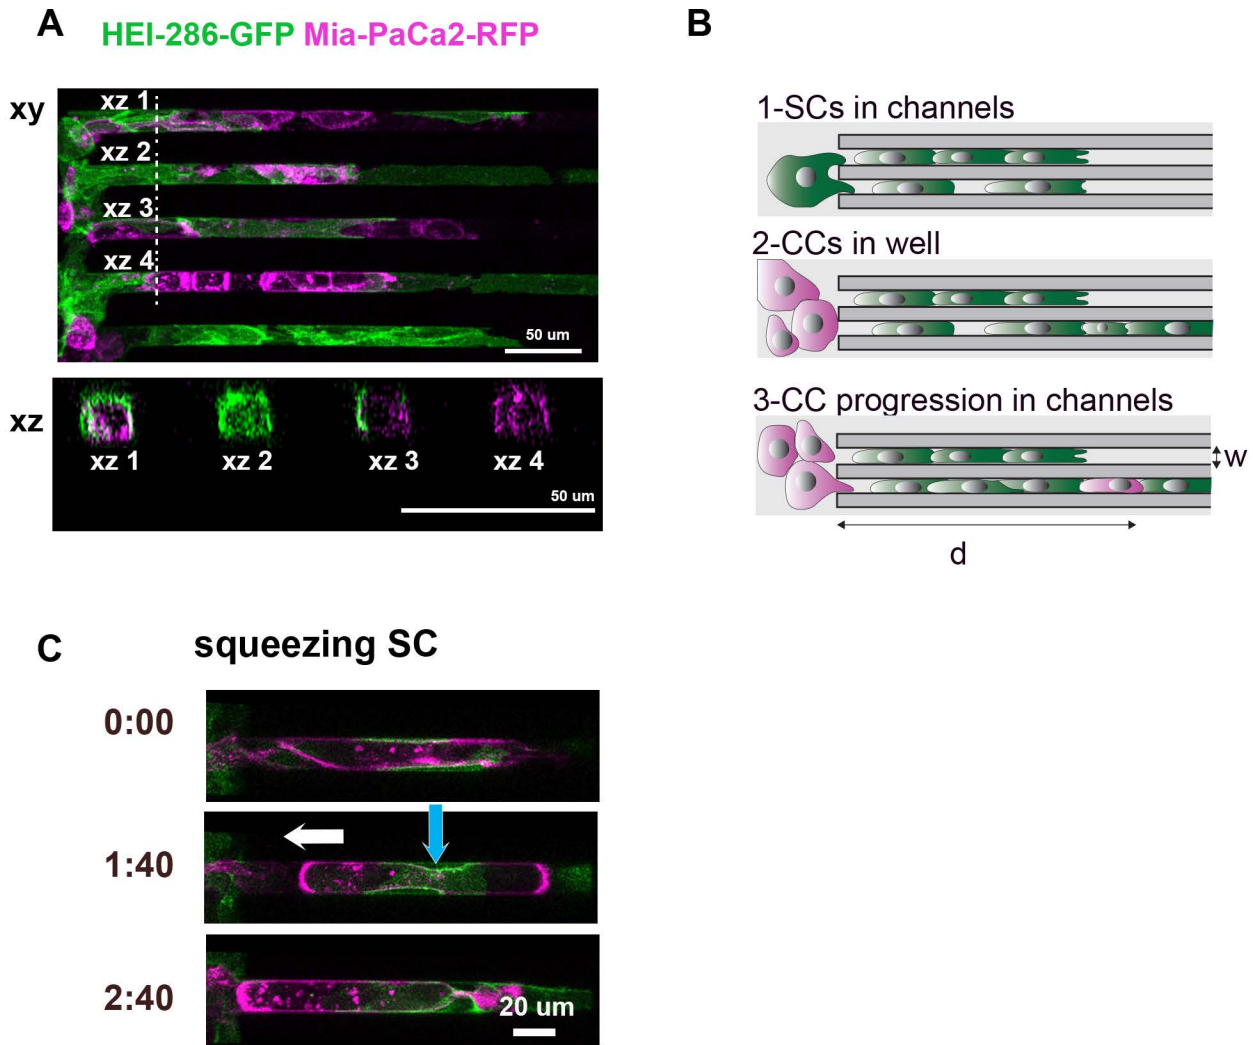 A
HEI-286-GFP Mia-PaCa2-RFP
xy
xz 1
xz 2
xz 3
xz 4
50 um
xz
xz 1
xz 2
xz 3
xz 4
50 um
B
1-SCs in channels
2-CCs in well
3-CC progression in channels
w
d
C
squeezing SC
0:00
1:40
2:40
20 um